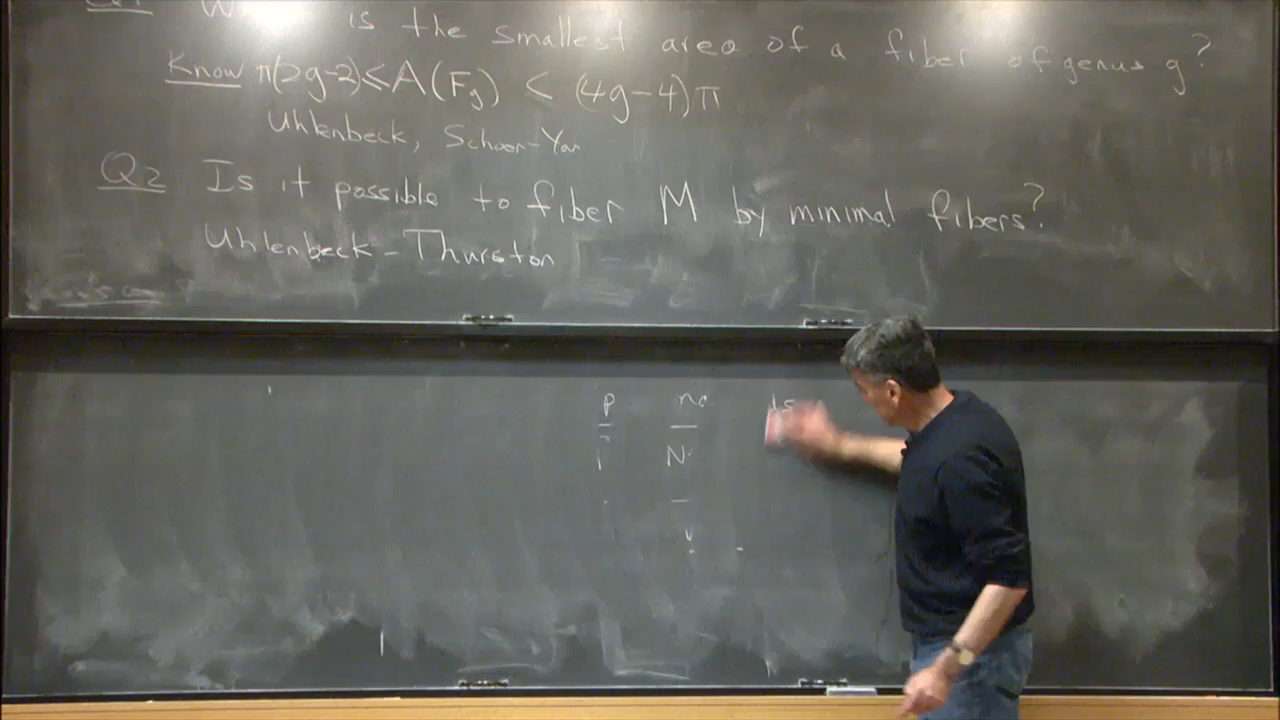 is the smallest area of a fiber of genus g?
Know π(2g-2) ≤ A(Fg) ≤ (4g-4)π
Uhlenbeck, Schoen-Yau
Q2 Is it possible to fiber M by minimal fibers?
Uhlenbeck-Thurston